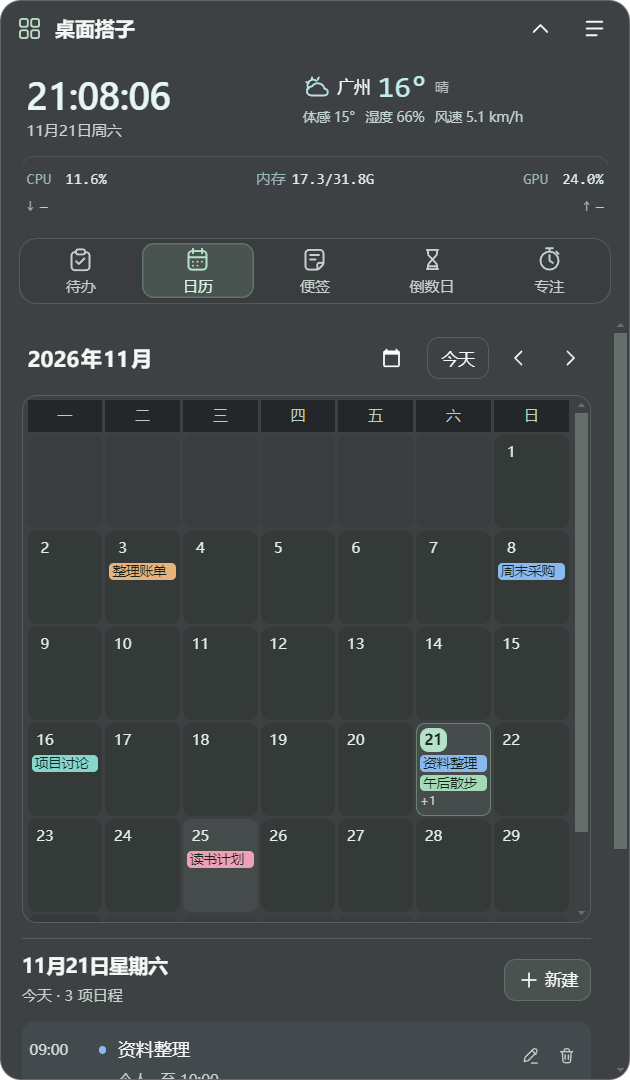 桌面搭子
21:08:06
11月21日周六
广州 16° 晴
体感 15° 湿度 66% 风速 5.1 km/h
CPU 11.6% 内存 17.3/31.8G GPU 24.0%
↓ – ↑ –
待办 日历 便签 倒数日 专注
2026年11月 今天
一 二 三 四 五 六 日
1
2 3 4 5 6 7 8
整理账单 周末采购
9 10 11 12 13 14 15
16 17 18 19 20 21 22
项目讨论 资料整理
午后散步
+1
23 24 25 26 27 28 29
读书计划
11月21日星期六
今天 · 3 项日程
+ 新建
09:00 资料整理
个人 至 10:00